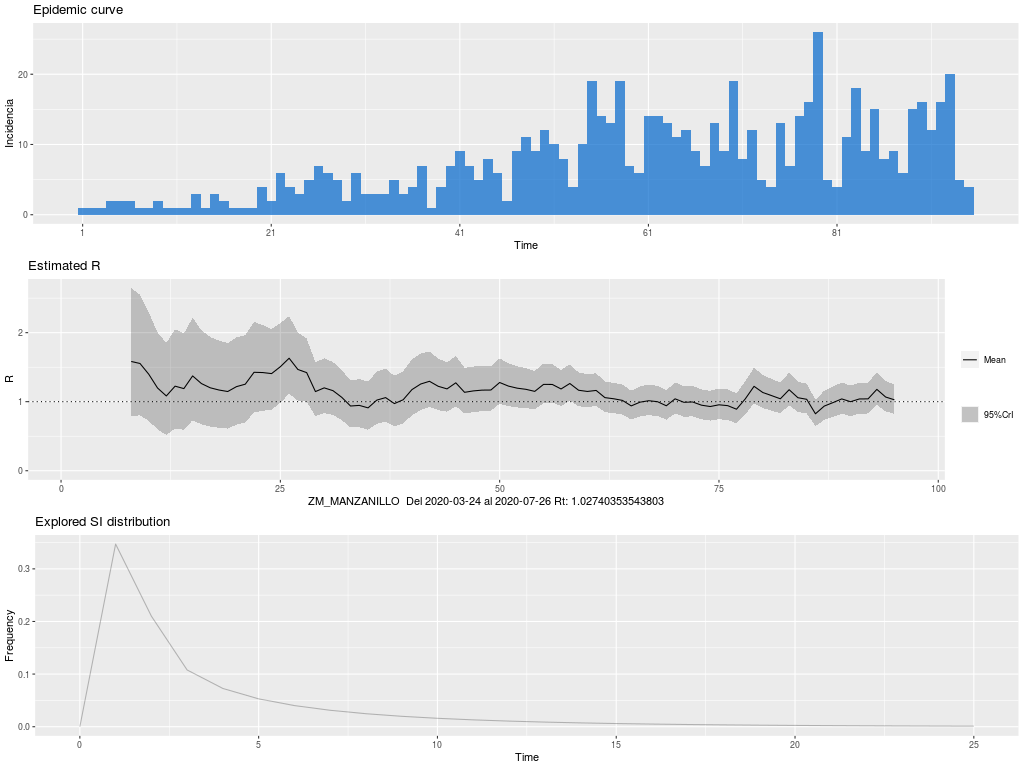 Epidemic curve
Incidencia
20
10
0
1 21 41 61 81
Time
Estimated R
R
2
1
0
Mean
95%CrI
0 25 50 75 100
ZM_MANZANILLO Del 2020-03-24 al 2020-07-26 Rt: 1.02740353543803
Explored SI distribution
Frequency
0.3
0.2
0.1
0.0
0 5 10 15 20 25
Time